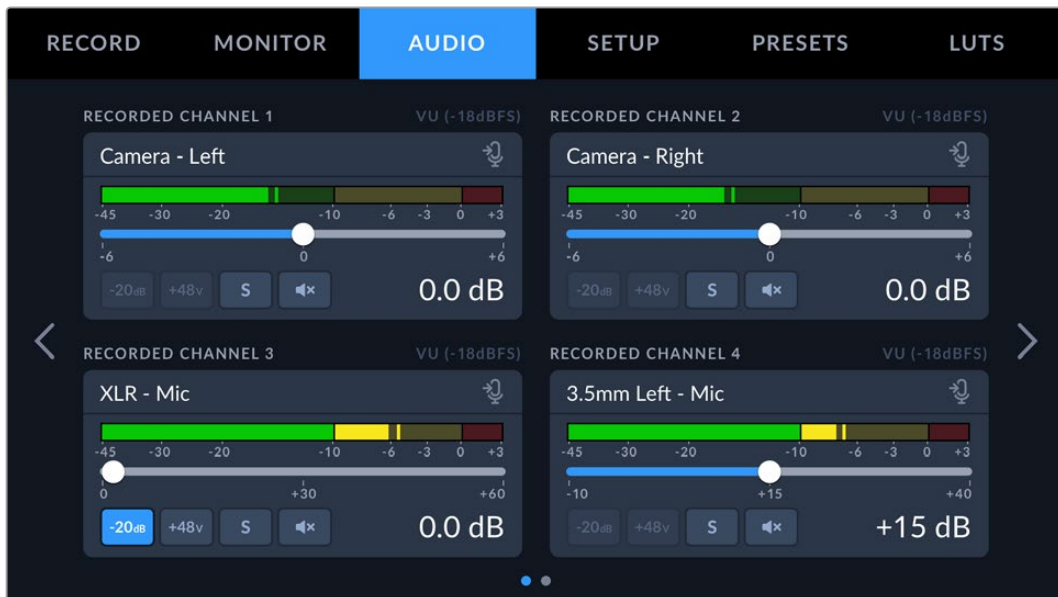 RECORD MONITOR AUDIO SETUP PRESETS LUTS
RECORDED CHANNEL 1 VU (-18dBFS)
Camera - Left
-45 -30 -20 -10 -6 -3 0 +3
-6 0 +6
-20dB +48V S 0.0 dB
RECORDED CHANNEL 2 VU (-18dBFS)
Camera - Right
-45 -30 -20 -10 -6 -3 0 +3
-6 0 +6
-20dB +48V S 0.0 dB
RECORDED CHANNEL 3 VU (-18dBFS)
XLR - Mic
-45 -30 -20 -10 -6 -3 0 +3
0 +30 +60
-20dB +48V S 0.0 dB
RECORDED CHANNEL 4 VU (-18dBFS)
3.5mm Left - Mic
-45 -30 -20 -10 -6 -3 0 +3
-10 +15 +40
-20dB +48V S +15 dB